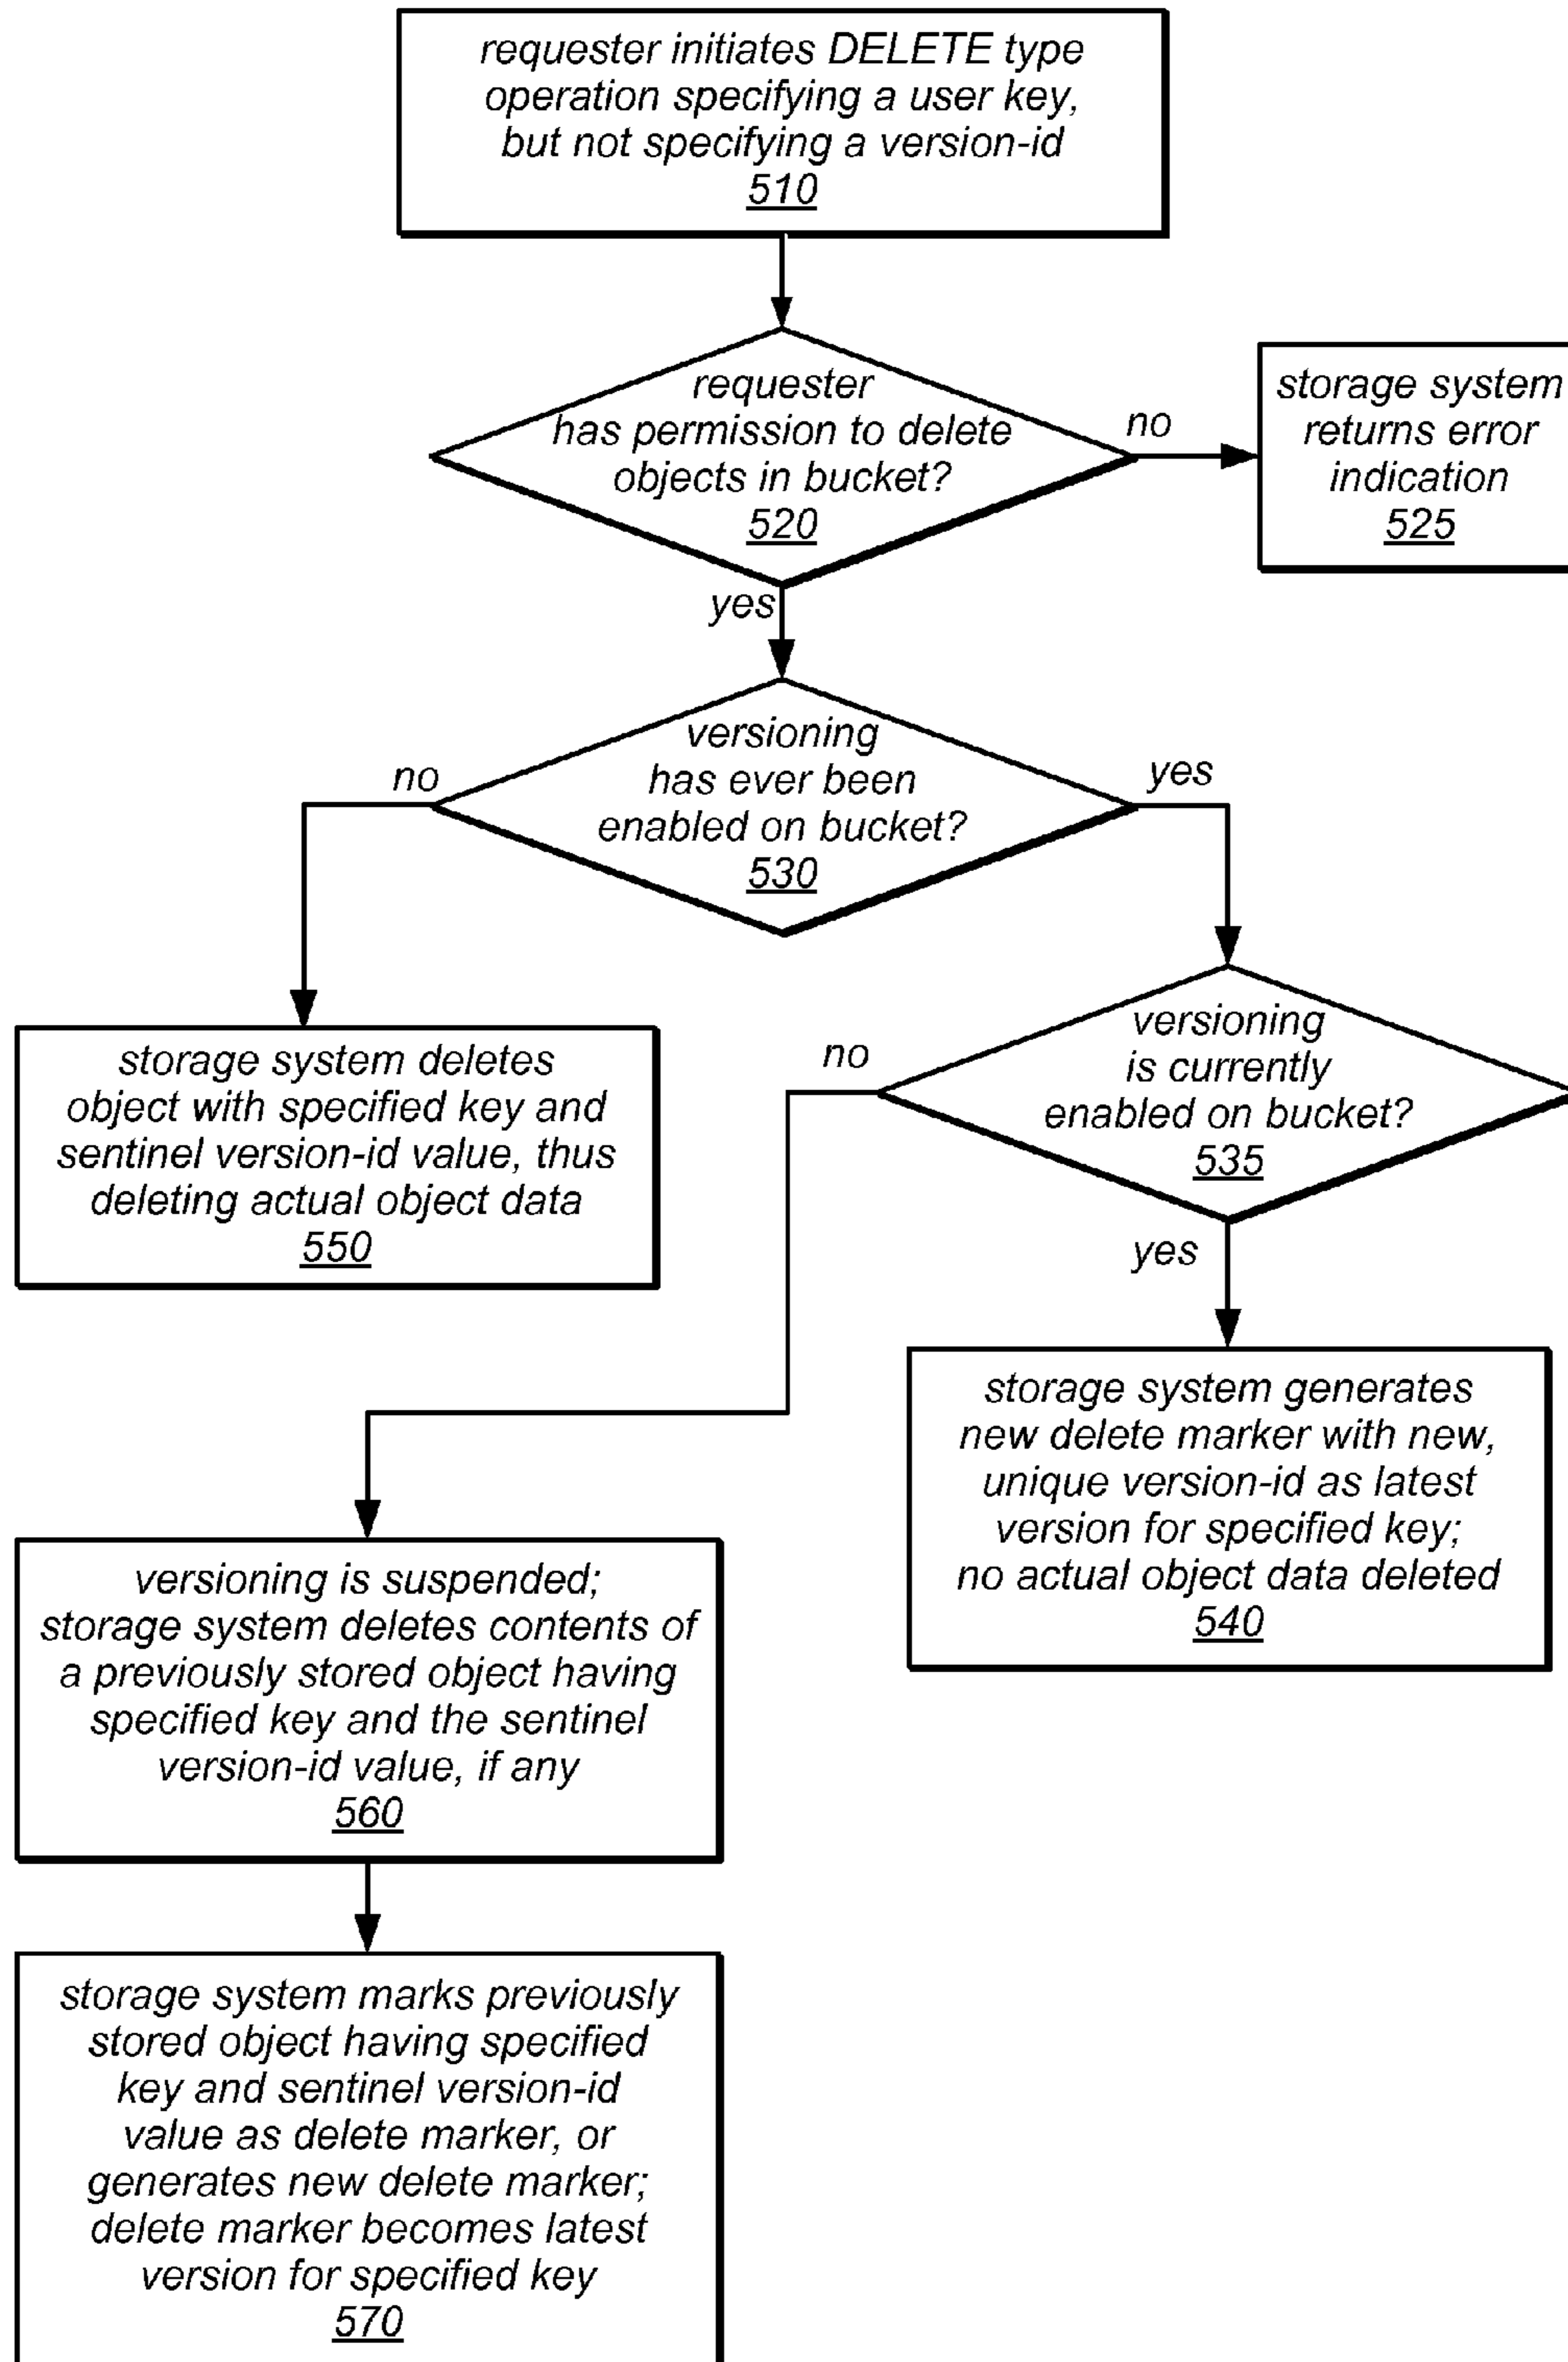 requester initiates DELETE type
operation specifying a user key,
but not specifying a version-id
510
requester
has permission to delete
objects in bucket?
520
no
storage system
returns error
indication
525
yes
versioning
has ever been
enabled on bucket?
530
no
yes
storage system deletes
object with specified key and
sentinel version-id value, thus
deleting actual object data
550
versioning
is currently
enabled on bucket?
535
no
yes
storage system generates
new delete marker with new,
unique version-id as latest
version for specified key;
no actual object data deleted
540
versioning is suspended;
storage system deletes contents of
a previously stored object having
specified key and the sentinel
version-id value, if any
560
storage system marks previously
stored object having specified
key and sentinel version-id
value as delete marker, or
generates new delete marker;
delete marker becomes latest
version for specified key
570